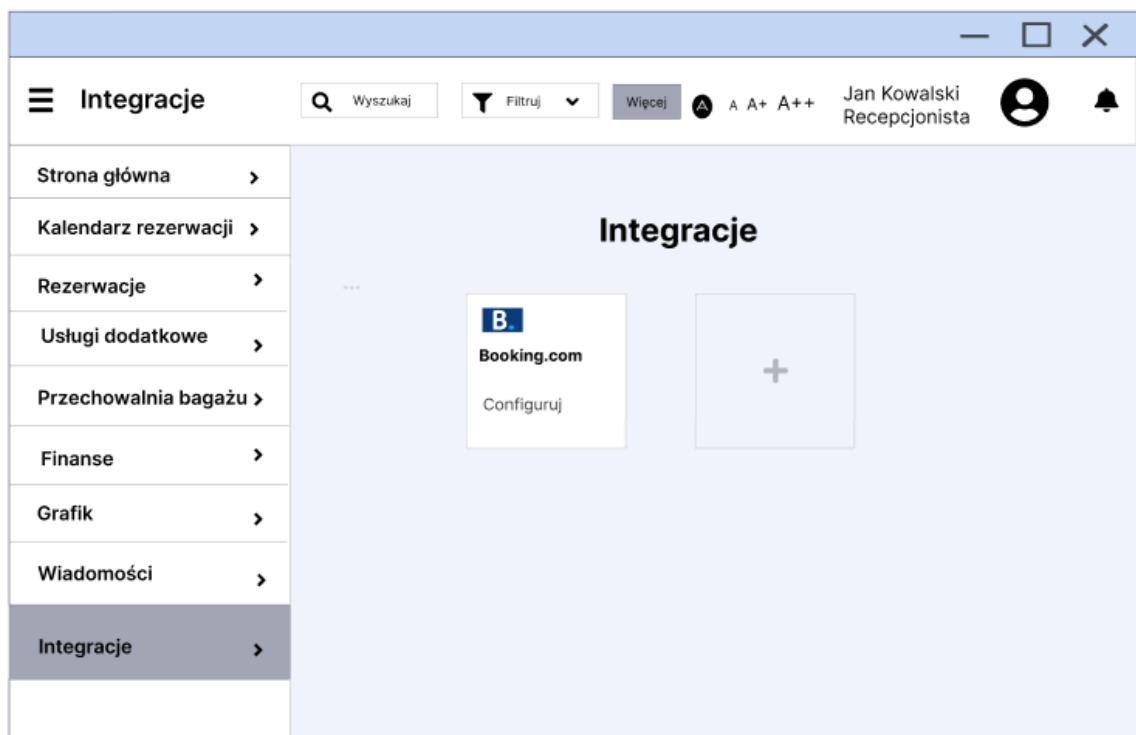 Integracje
Wyszukaj
Filtruj
Więcej
A
A A+ A++
Jan Kowalski
Recepcjonista
Strona główna
Kalendarz rezerwacji
Rezerwacje
Usługi dodatkowe
Przechowalnia bagażu
Finanse
Grafik
Wiadomości
Integracje
Integracje
...
B.
Booking.com
Configuruj
+